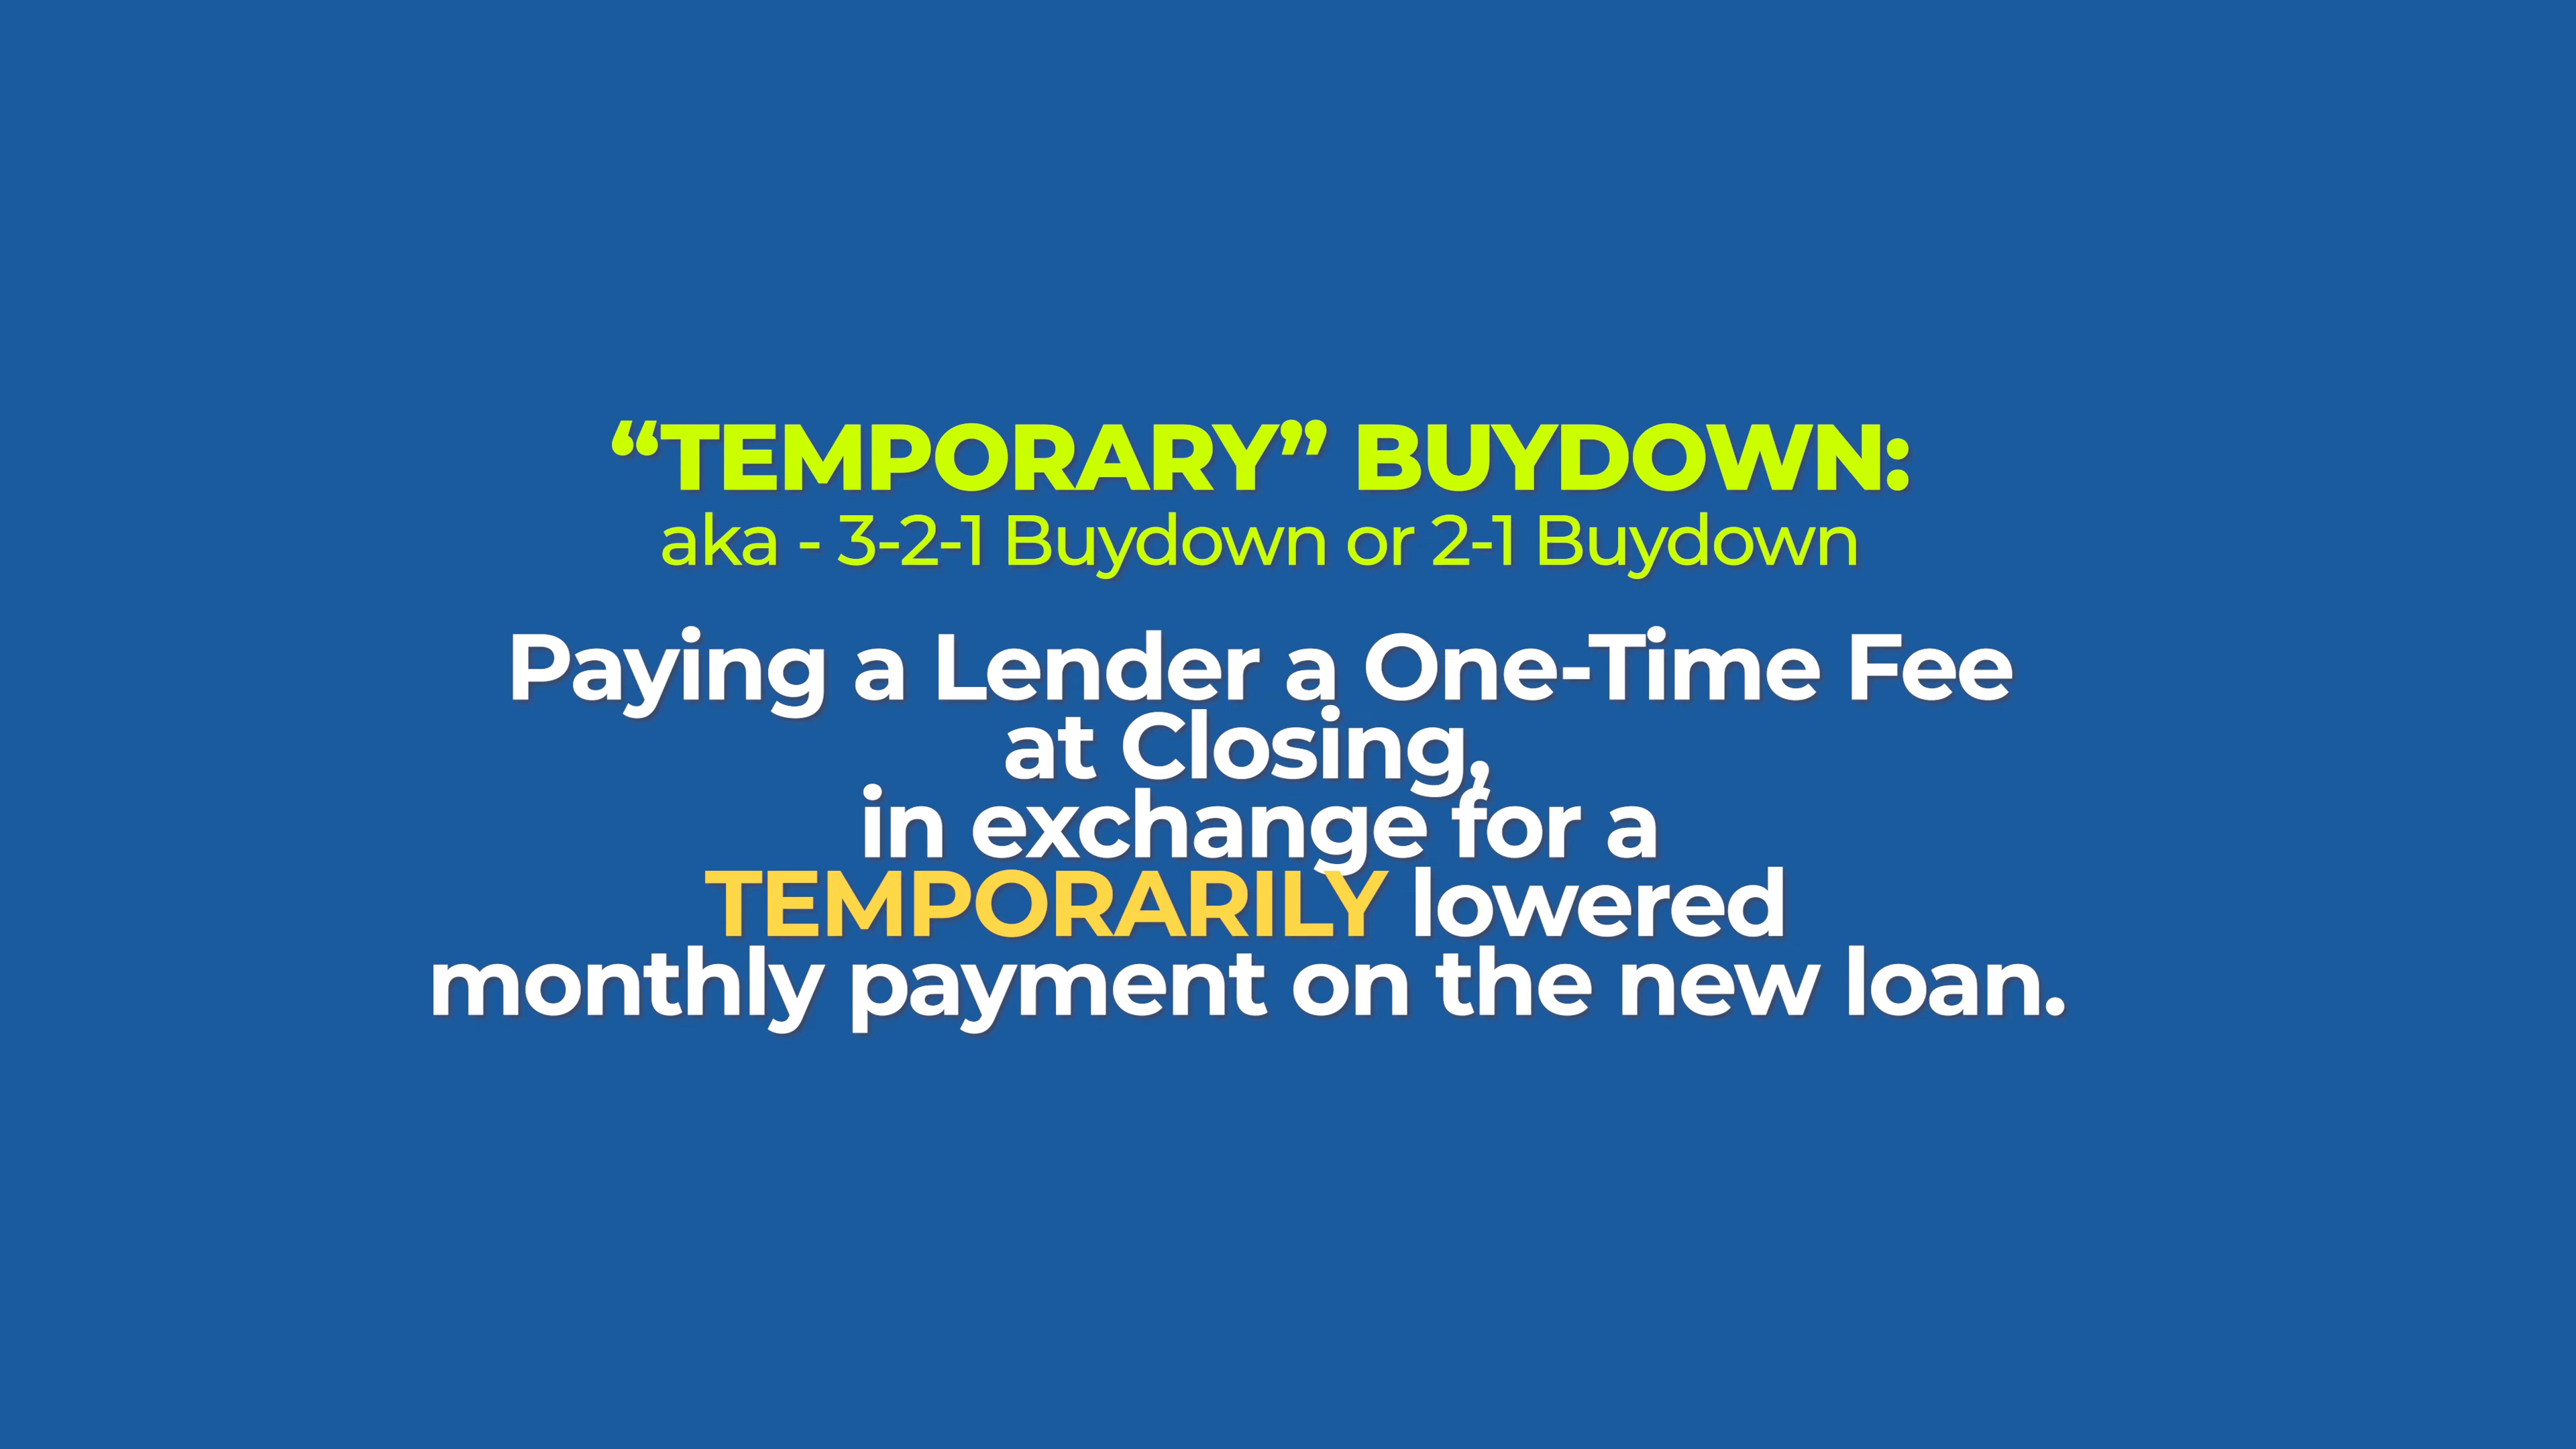 “TEMPORARY” BUYDOWN:
aka - 3-2-1 Buydown or 2-1 Buydown
Paying a Lender a One-Time Fee
at Closing,
in exchange for a
TEMPORARILY lowered
monthly payment on the new loan.